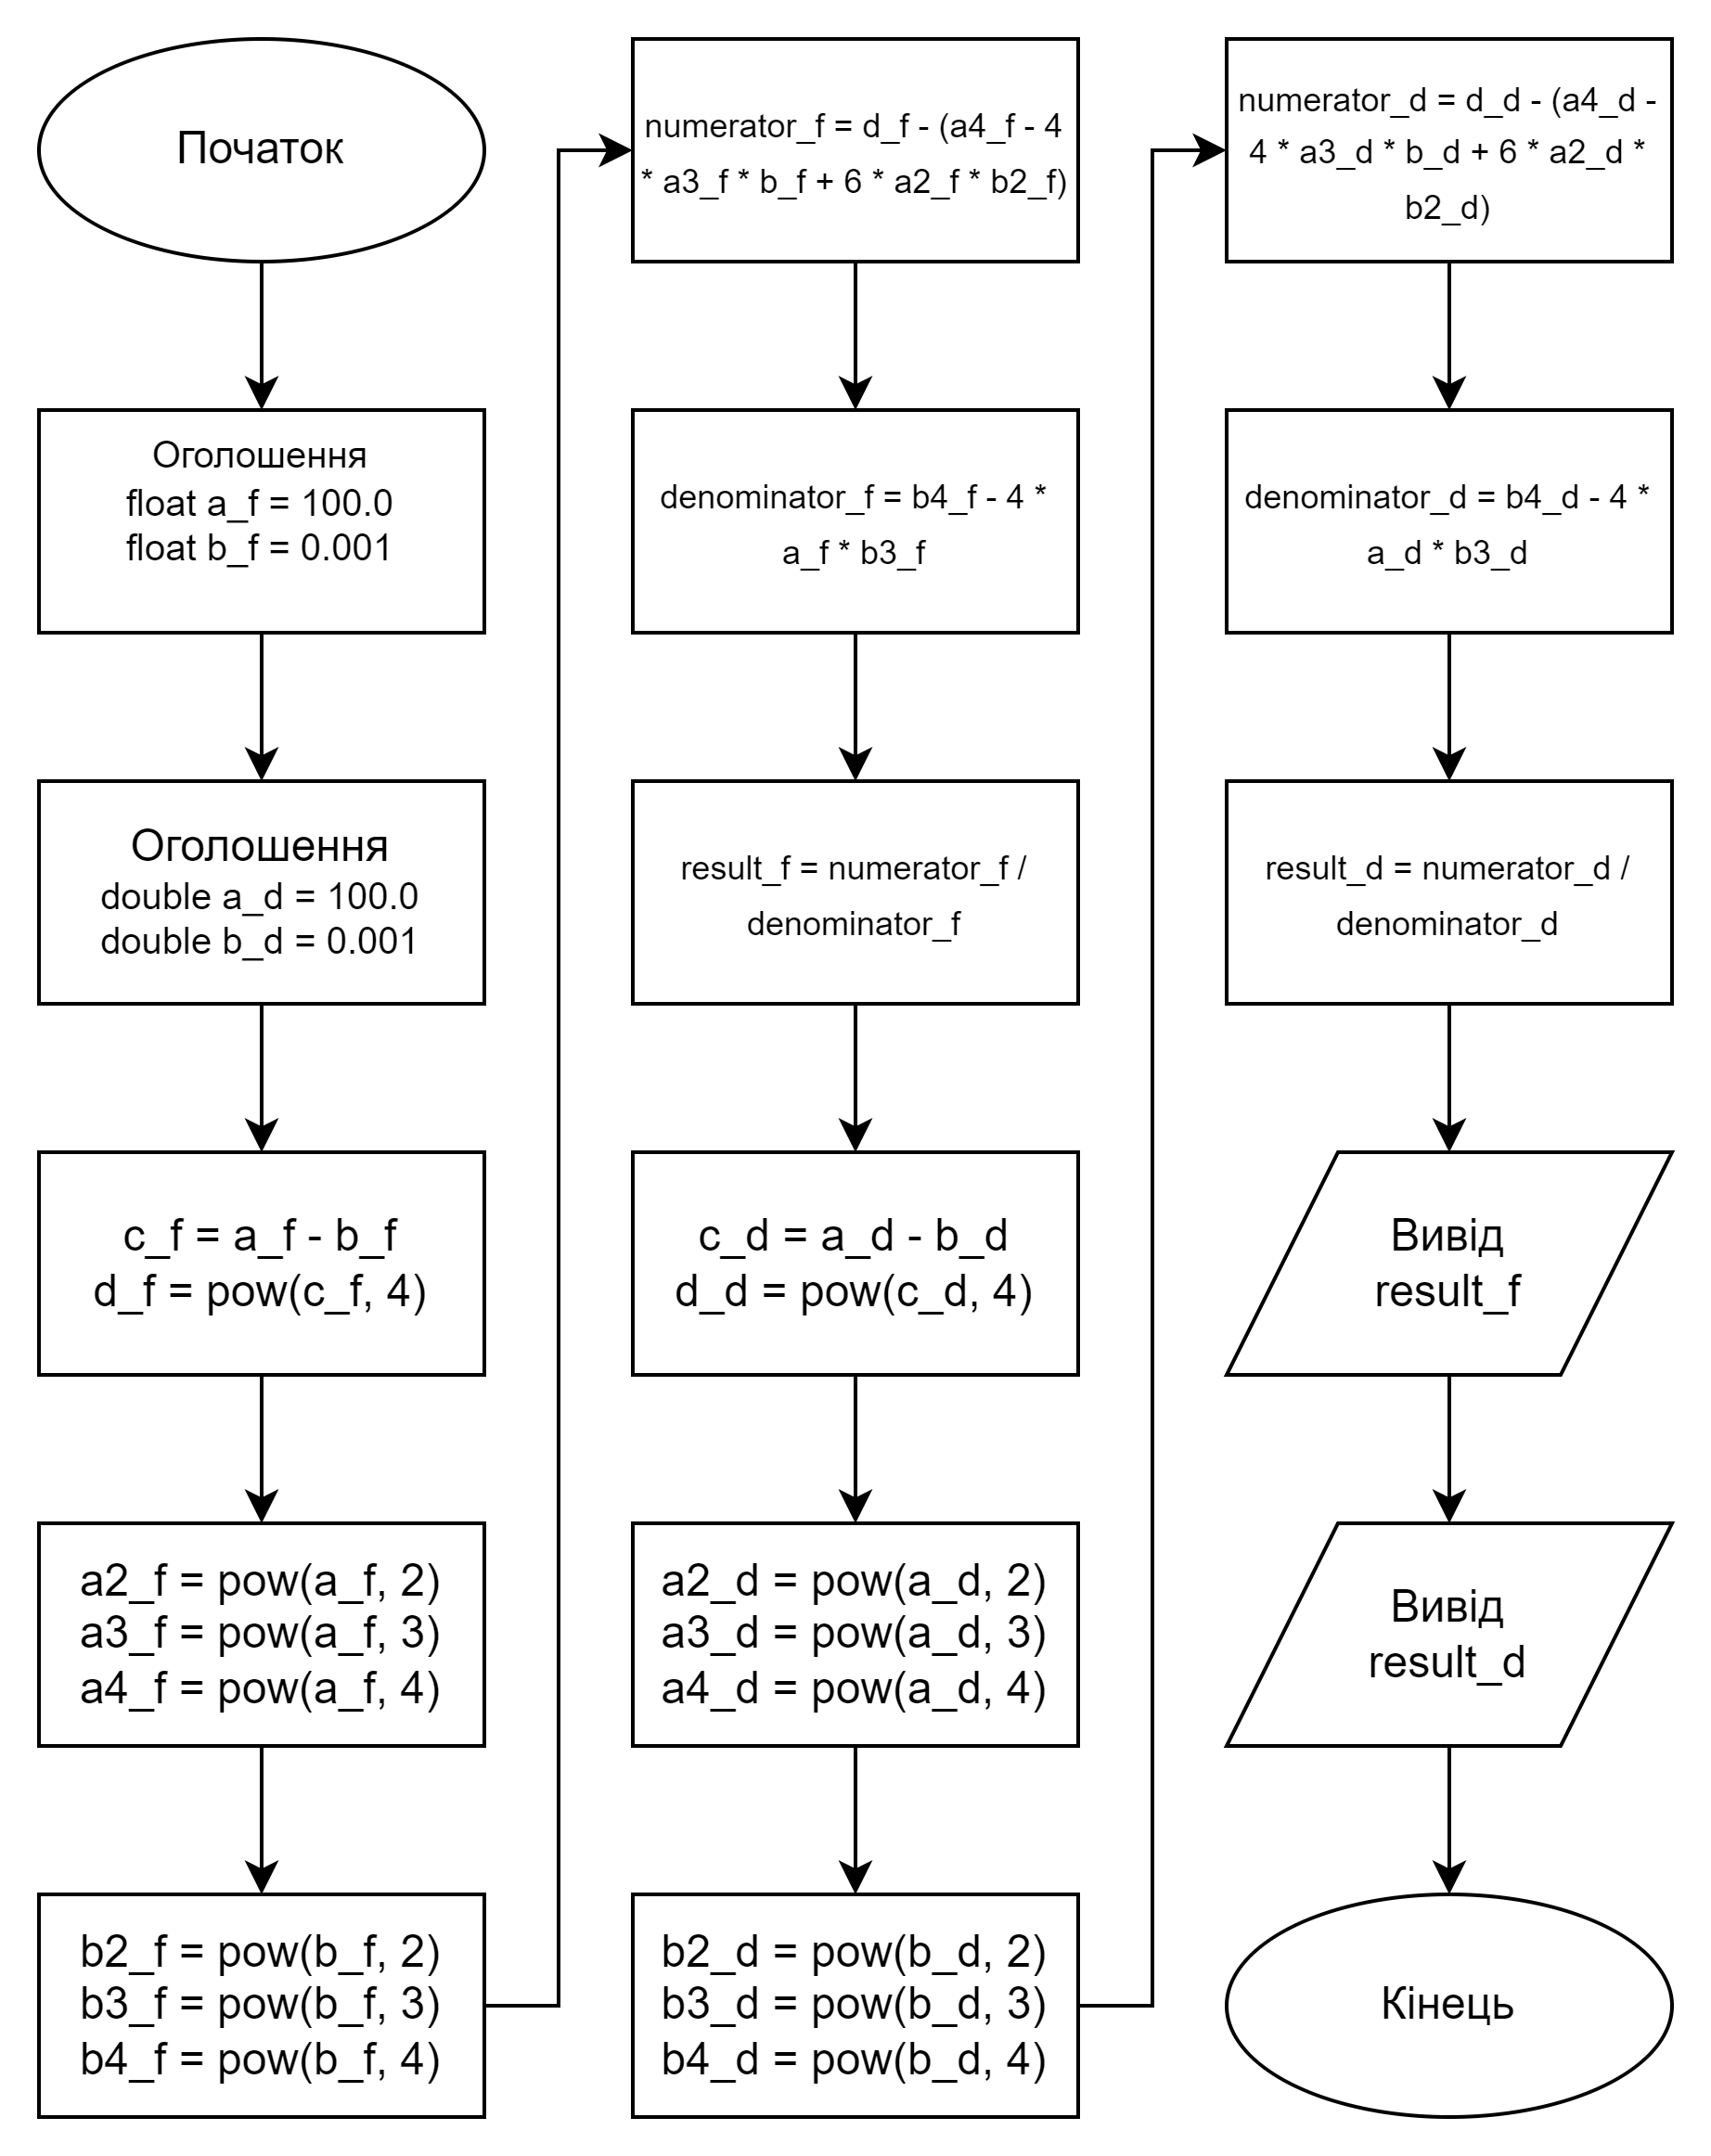 Початок
Оголошення
float a_f = 100.0
float b_f = 0.001
Оголошення
double a_d = 100.0
double b_d = 0.001
c_f = a_f - b_f
d_f = pow(c_f, 4)
a2_f = pow(a_f, 2)
a3_f = pow(a_f, 3)
a4_f = pow(a_f, 4)
b2_f = pow(b_f, 2)
b3_f = pow(b_f, 3)
b4_f = pow(b_f, 4)
numerator_f = d_f - (a4_f - 4
* a3_f * b_f + 6 * a2_f * b2_f)
denominator_f = b4_f - 4 *
a_f * b3_f
result_f = numerator_f /
denominator_f
c_d = a_d - b_d
d_d = pow(c_d, 4)
a2_d = pow(a_d, 2)
a3_d = pow(a_d, 3)
a4_d = pow(a_d, 4)
b2_d = pow(b_d, 2)
b3_d = pow(b_d, 3)
b4_d = pow(b_d, 4)
numerator_d = d_d - (a4_d -
4 * a3_d * b_d + 6 * a2_d *
b2_d)
denominator_d = b4_d - 4 *
a_d * b3_d
result_d = numerator_d /
denominator_d
Вивід
result_f
Вивід
result_d
Кінець